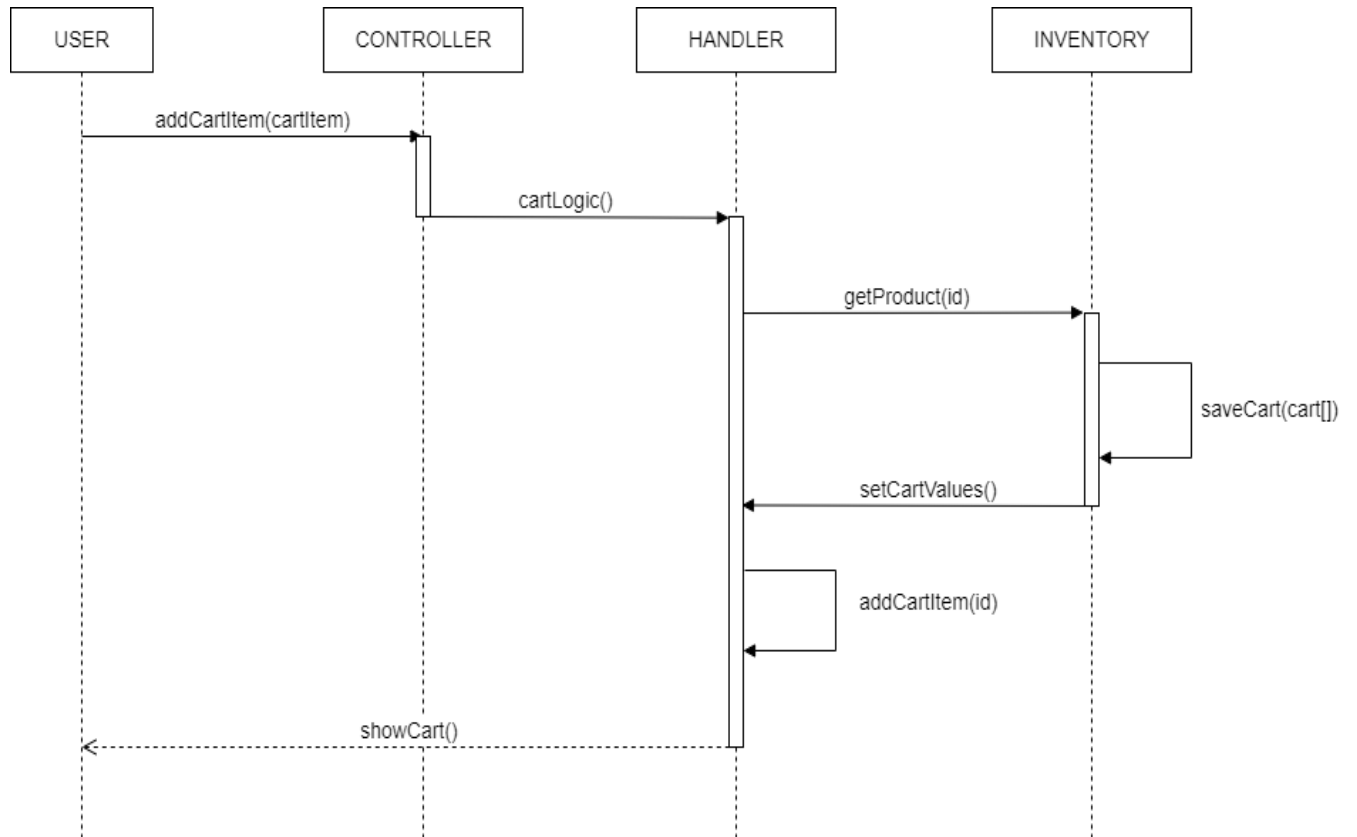 USER
CONTROLLER
HANDLER
INVENTORY
addCartItem(cartItem)
cartLogic()
getProduct(id)
saveCart(cart[])
setCartValues()
addCartItem(id)
showCart()